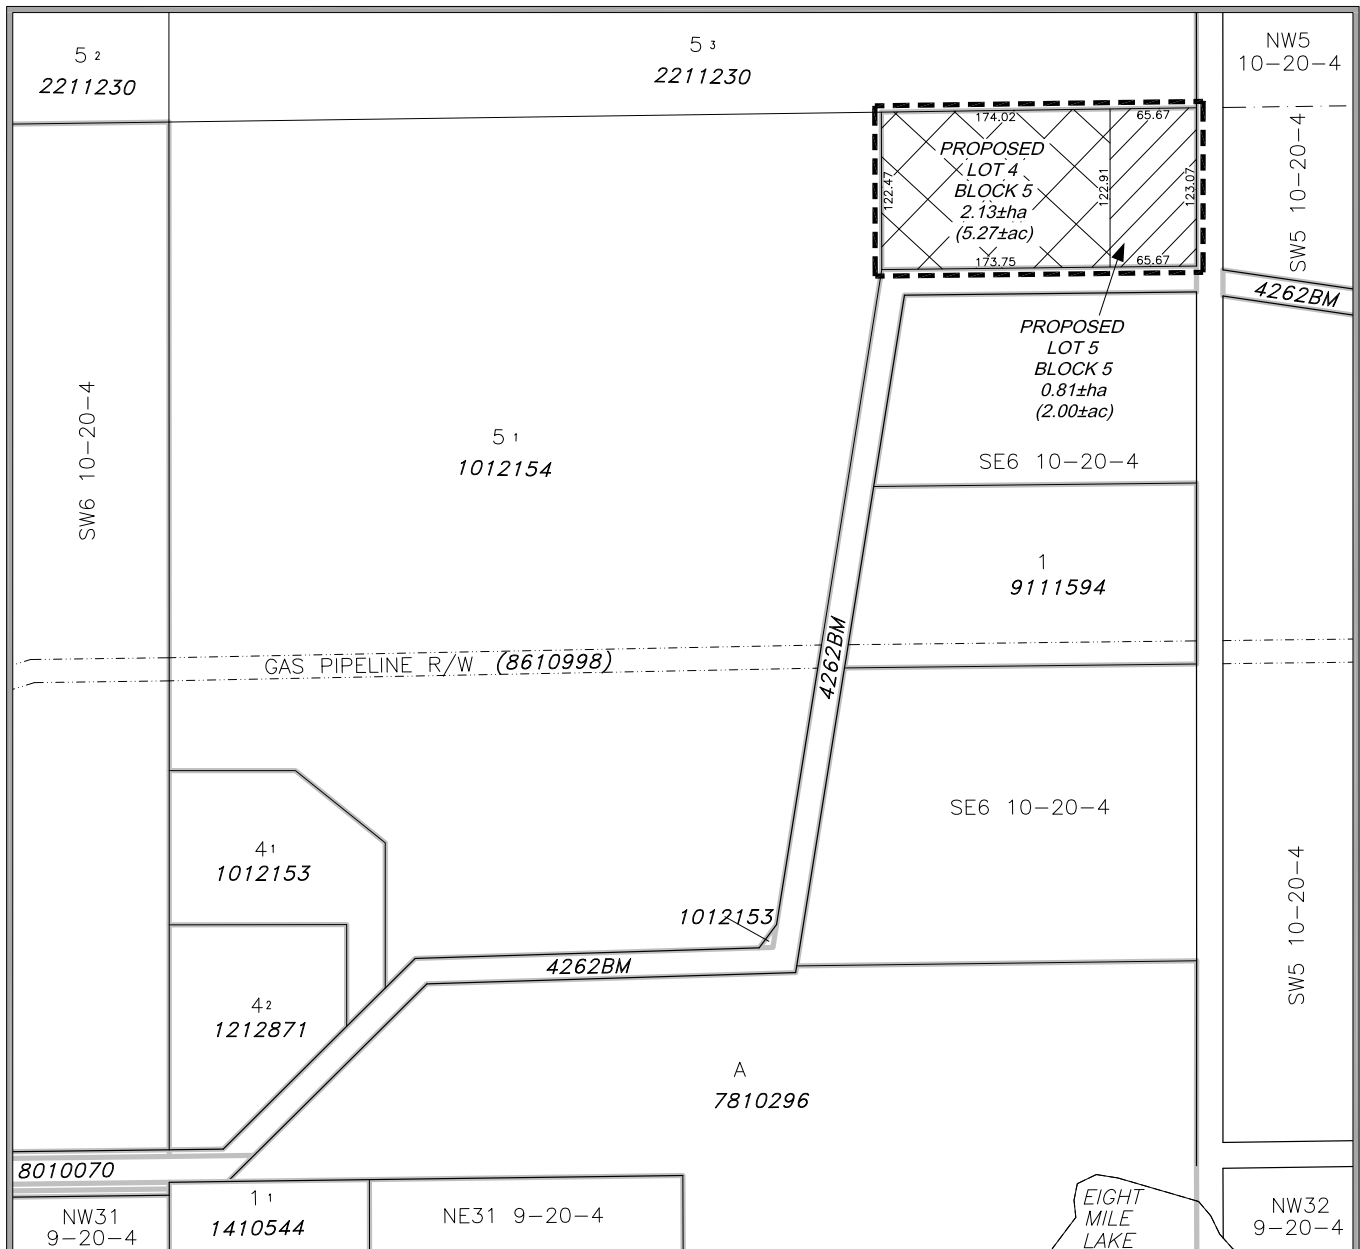 5 2
2211230
5 3
2211230
NW5
10-20-4
SW5 10-20-4
174.02
65.67
122.47
PROPOSED
LOT 4
BLOCK 5
2.13±ha
(5.27±ac)
122.91
123.07
173.75
65.67
4262BM
PROPOSED
LOT 5
BLOCK 5
0.81±ha
(2.00±ac)
SW6 10-20-4
5 1
1012154
SE6 10-20-4
1
9111594
4262BM
GAS PIPELINE R/W (8610998)
SE6 10-20-4
4 1
1012153
1012153
SW5 10-20-4
4262BM
4 2
1212871
A
7810296
8010070
NW31
9-20-4
1 1
1410544
NE31 9-20-4
EIGHT
MILE
LAKE
NW32
9-20-4